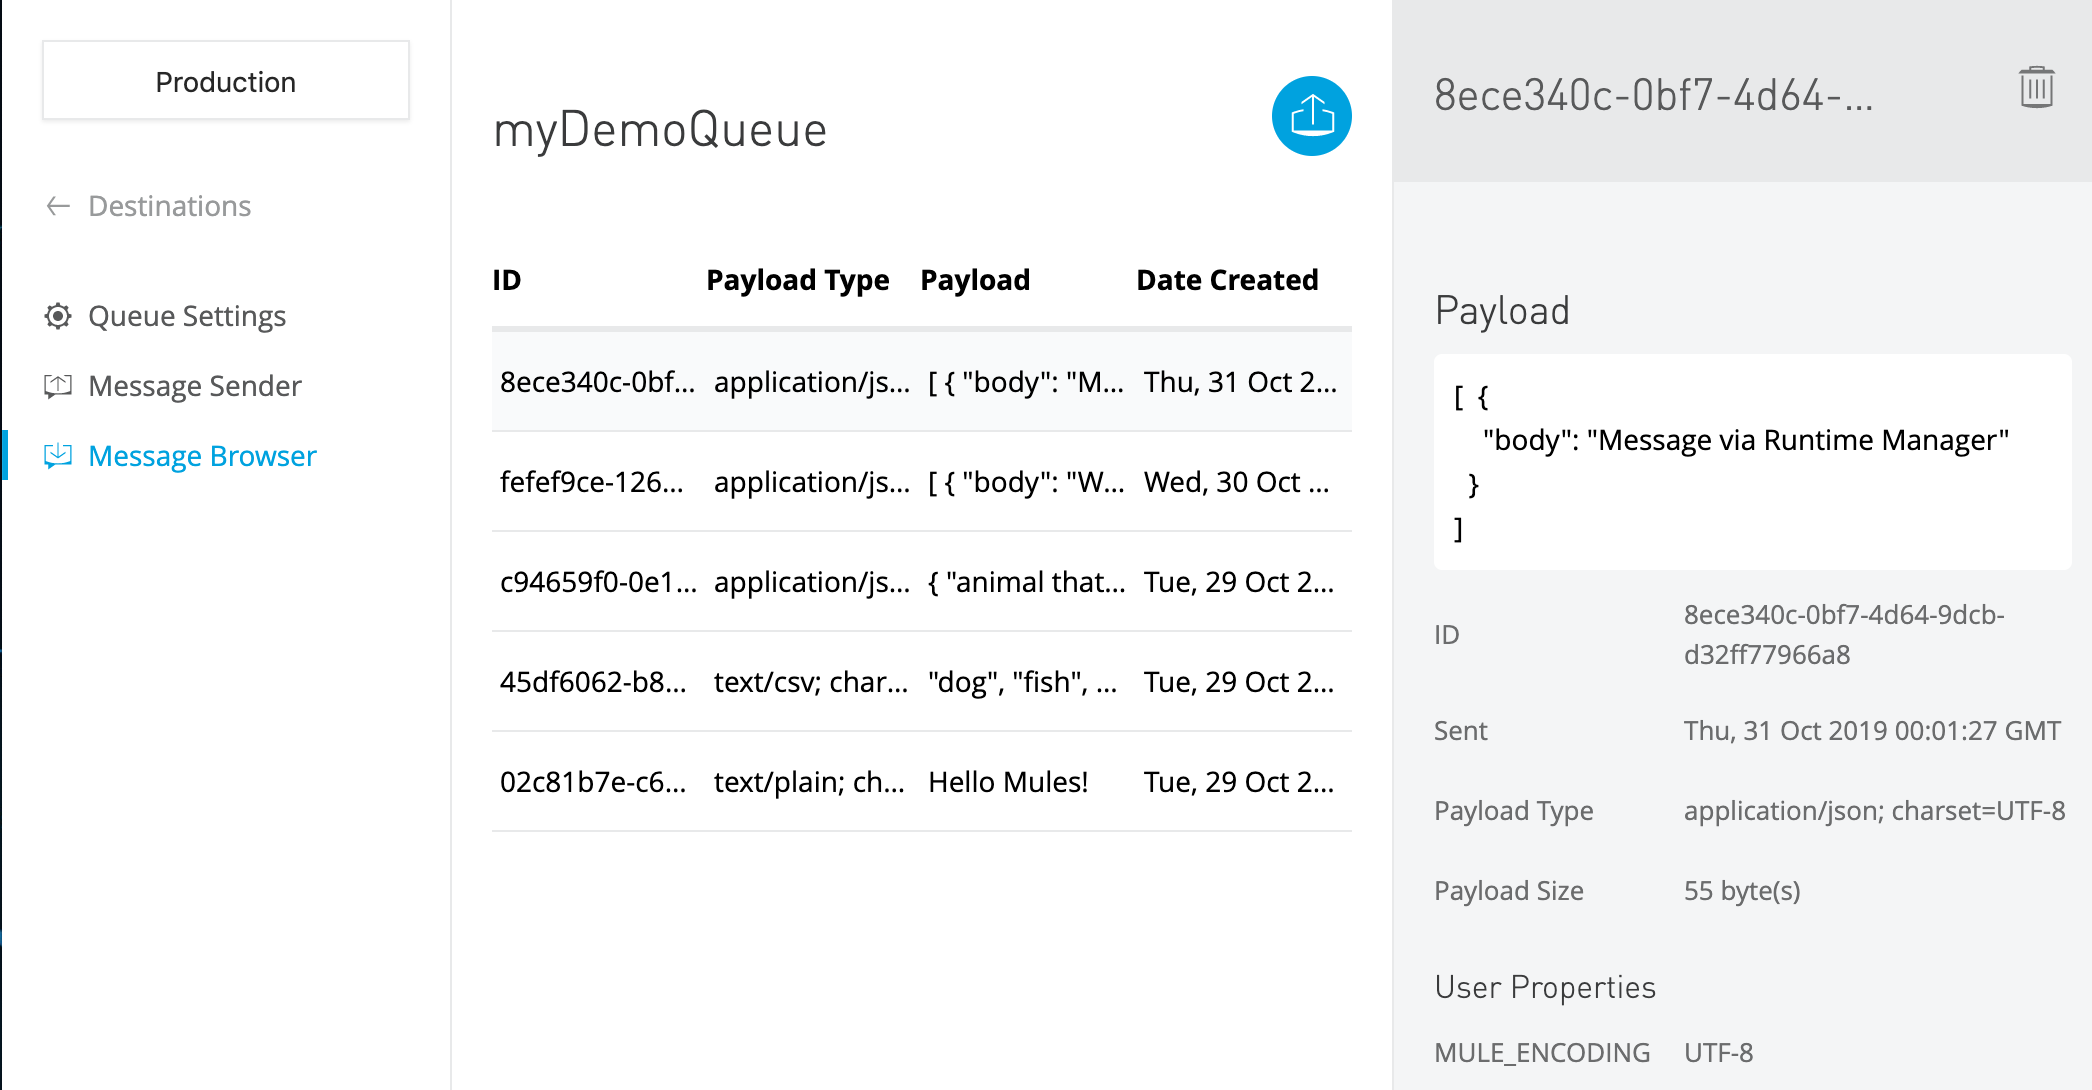 Production
Destinations
Queue Settings
Message Sender
Message Browser
myDemoQueue
ID Payload Type Payload Date Created
8ece340c-0bf... application/js... [ { "body": "M... Thu, 31 Oct 2...
fefef9ce-126... application/js... [ { "body": "W... Wed, 30 Oct ...
c94659f0-0e1... application/js... { "animal that... Tue, 29 Oct 2...
45df6062-b8... text/csv; char... "dog", "fish", ... Tue, 29 Oct 2...
02c81b7e-c6... text/plain; ch... Hello Mules! Tue, 29 Oct 2...
8ece340c-0bf7-4d64-...
Payload
[ {
"body": "Message via Runtime Manager"
}
]
ID 8ece340c-0bf7-4d64-9dcb-
d32ff77966a8
Sent Thu, 31 Oct 2019 00:01:27 GMT
Payload Type application/json; charset=UTF-8
Payload Size 55 byte(s)
User Properties
MULE_ENCODING UTF-8